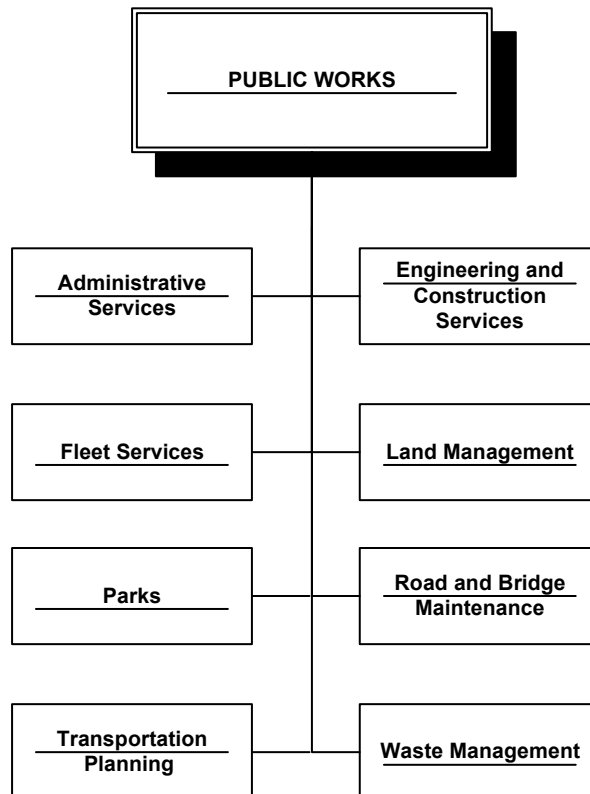 PUBLIC WORKS
Administrative
Services
Engineering and
Construction
Services
Fleet Services
Land Management
Parks
Road and Bridge
Maintenance
Transportation
Planning
Waste Management